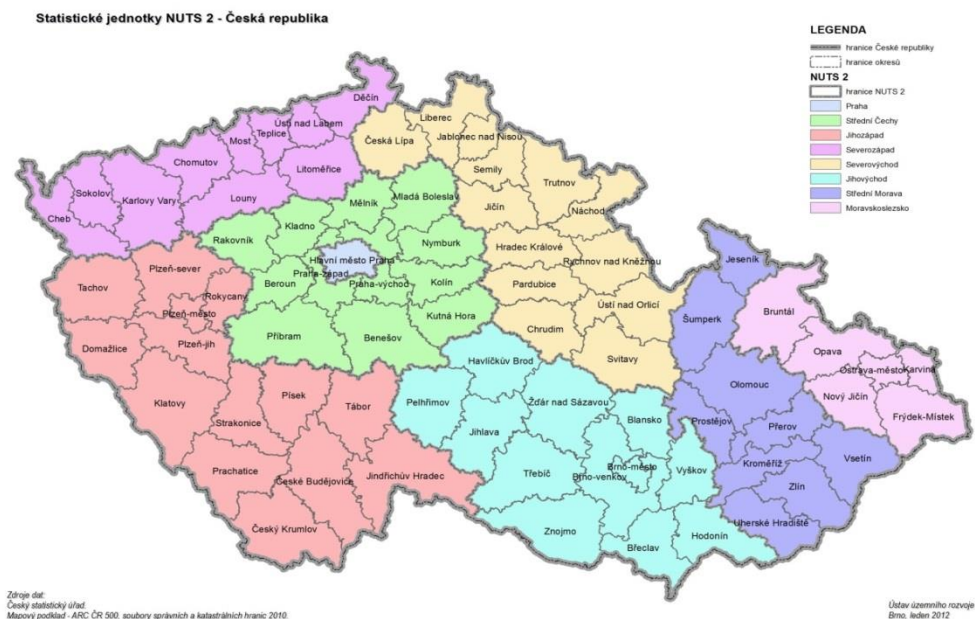 Statistické jednotky NUTS 2 - Česká republika
LEGENDA
hranice České republiky
hranice okresů
NUTS 2
hranice NUTS 2
Praha
Střední Čechy
Jihozápad
Severozápad
Severovýchod
Jihovýchod
Střední Morava
Moravskoslezsko
Děčín
Ústí nad Labem
Teplice
Most
Chomutov
Litoměřice
Louny
Sokolov
Karlovy Vary
Cheb
Liberec
Česká Lípa
Jablonec nad Nisou
Semily
Trutnov
Jičín
Náchod
Hradec Králové
Rychnov nad Kněžnou
Pardubice
Ústí nad Orlicí
Chrudim
Svitavy
Mělník
Mladá Boleslav
Kladno
Rakovník
Nymburk
Hlavní město Praha
Praha-západ
Praha-východ
Beroun
Kolín
Kutná Hora
Příbram
Benešov
Plzeň-sever
Tachov
Rokycany
Plzeň-město
Plzeň-jih
Domažlice
Klatovy
Písek
Tábor
Strakonice
Prachatice
České Budějovice
Jindřichův Hradec
Český Krumlov
Havlíčkův Brod
Pelhřimov
Žďár nad Sázavou
Jihlava
Blansko
Třebíč
Brno-město
Brno-venkov
Vyškov
Znojmo
Břeclav
Hodonín
Jeseník
Šumperk
Olomouc
Prostějov
Přerov
Kroměříž
Vsetín
Zlín
Uherské Hradiště
Bruntál
Opava
Ostrava-město
Karviná
Nový Jičín
Frýdek-Místek
Zdroje dat:
Český statistický úřad.
Mapový podklad - ARC ČR 500, soubory správních a katastrálních hranic 2010.
Ústav územního rozvoje
Brno, leden 2012